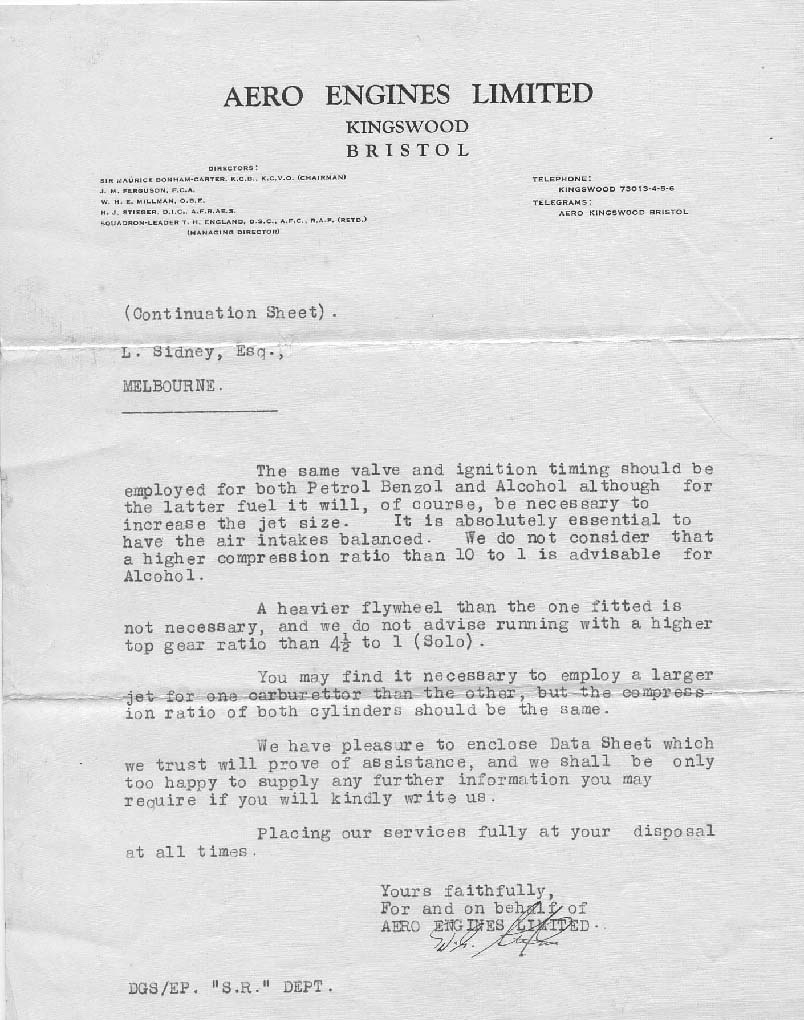 AERO ENGINES LIMITED
KINGSWOOD
BRISTOL
DIRECTORS:
SIR MAURICE BONHAM-CARTER, K.C.B., K.C.V.O. (CHAIRMAN)
J. M. FERGUSON, F.C.A.
W. H. E. MILLMAN, O.B.E.
H. J. STIEGER, D.I.C., A.F.R.AE.S.
SQUADRON-LEADER T. H. ENGLAND, D.S.C., A.F.C., R.A.F. (RETD.)
(MANAGING DIRECTOR)
TELEPHONE:
KINGSWOOD 73013-4-5-6
TELEGRAMS:
AERO KINGSWOOD BRISTOL
(Continuation Sheet).
L. Sidney, Esq.,
MELBOURNE.
The same valve and ignition timing should be
employed for both Petrol Benzol and Alcohol although for
the latter fuel it will, of course, be necessary to
increase the jet size. It is absolutely essential to
have the air intakes balanced. We do not consider that
a higher compression ratio than 10 to 1 is advisable for
Alcohol.
A heavier flywheel than the one fitted is
not necessary, and we do not advise running with a higher
top gear ratio than 4½ to 1 (Solo).
You may find it necessary to employ a larger
jet for one carburettor than the other, but the compress-
ion ratio of both cylinders should be the same.
We have pleasure to enclose Data Sheet which
we trust will prove of assistance, and we shall be only
too happy to supply any further information you may
require if you will kindly write us.
Placing our services fully at your disposal
at all times.
Yours faithfully,
For and on behalf of
AERO ENGINES LIMITED.
DGS/EP. "S.R." DEPT.